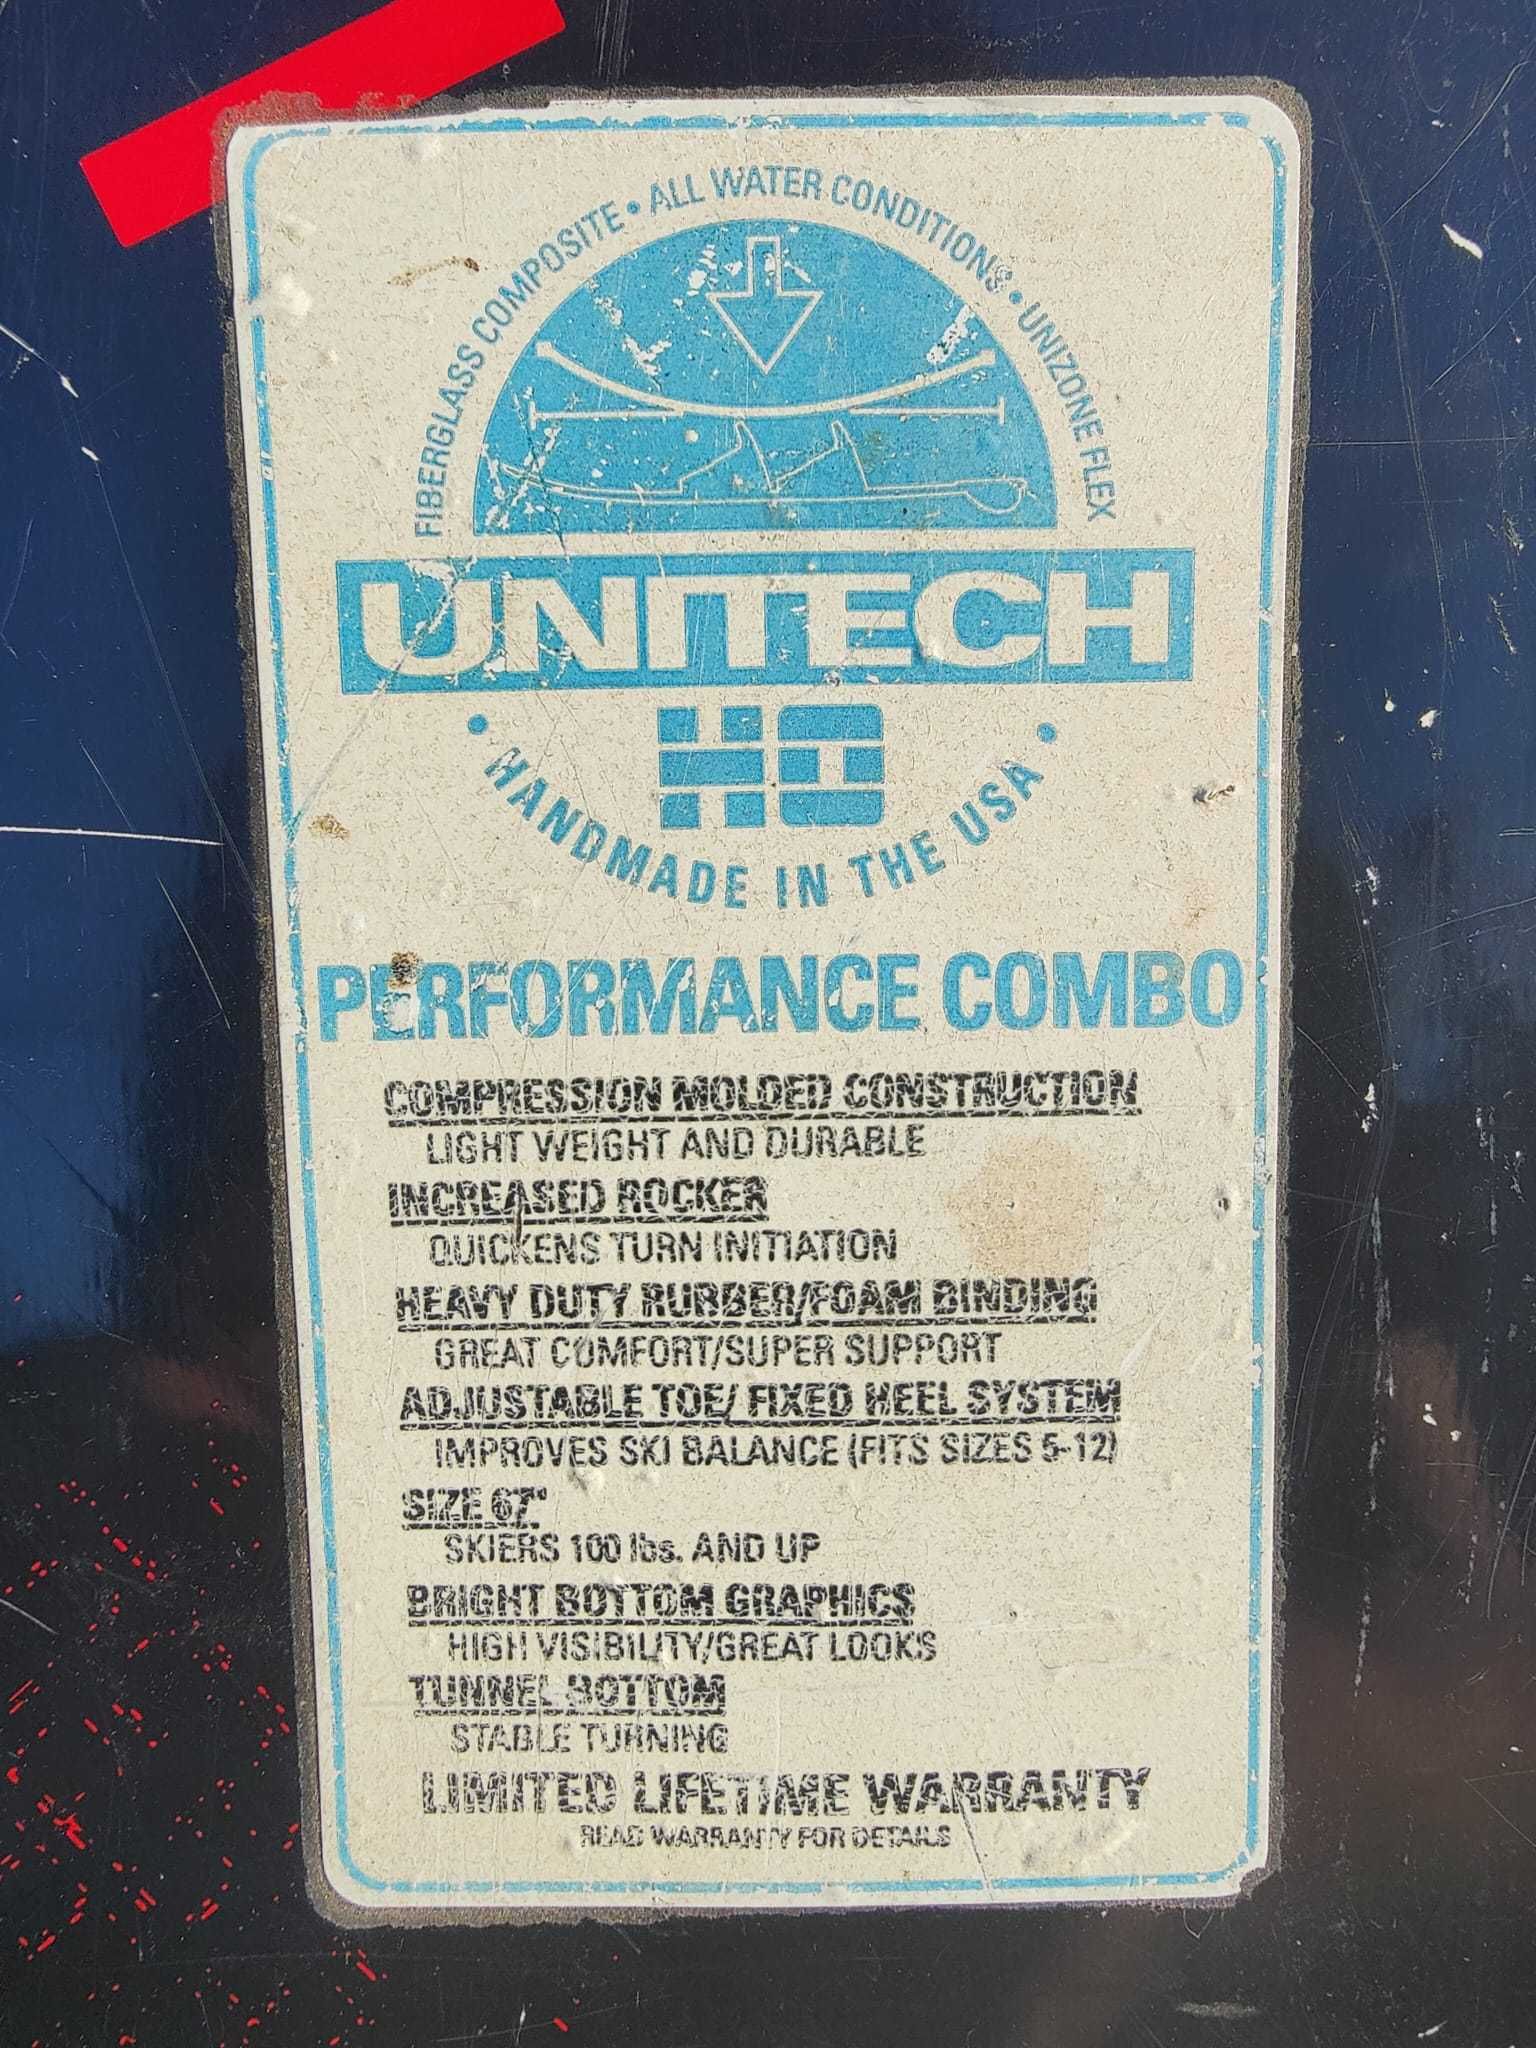 FIBERGLASS COMPOSITE • ALL WATER CONDITIONS • UNIZONE FLEX
UNITECH
HO
• HANDMADE IN THE USA •
PERFORMANCE COMBO
COMPRESSION MOLDED CONSTRUCTION
LIGHT WEIGHT AND DURABLE
INCREASED ROCKER
QUICKENS TURN INITIATION
HEAVY DUTY RUBBER/FOAM BINDING
GREAT COMFORT/SUPER SUPPORT
ADJUSTABLE TOE/ FIXED HEEL SYSTEM
IMPROVES SKI BALANCE (FITS SIZES 5-12)
SIZE 67"
SKIERS 100 lbs. AND UP
BRIGHT BOTTOM GRAPHICS
HIGH VISIBILITY/GREAT LOOKS
TUNNEL BOTTOM
STABLE TURNING
LIMITED LIFETIME WARRANTY
READ WARRANTY FOR DETAILS